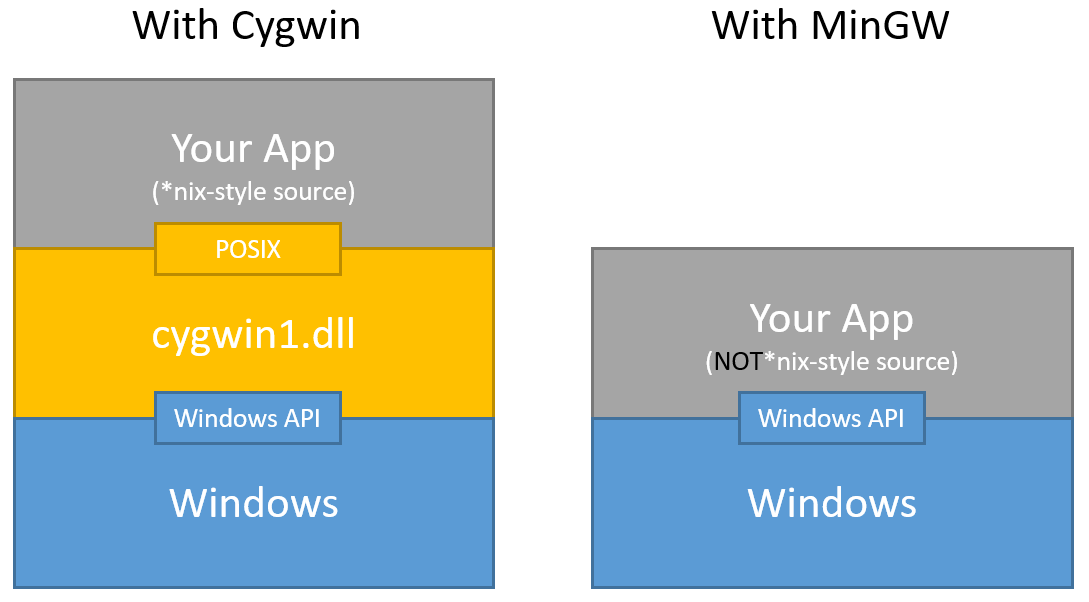 With Cygwin
Your App
(*nix-style source)
POSIX
cygwin1.dll
Windows API
Windows
With MinGW
Your App
(NOT*nix-style source)
Windows API
Windows